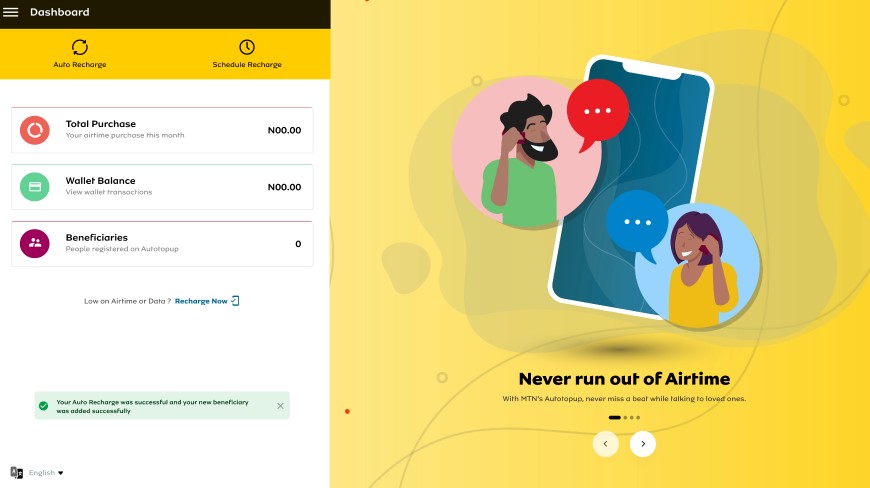 Dashboard
Auto Recharge
Schedule Recharge
Total Purchase
Your airtime purchase this month
N00.00
Wallet Balance
View wallet transactions
N00.00
Beneficiaries
People registered on Autotopup
0
Low on Airtime or Data ? Recharge Now
Your Auto Recharge was successful and your new beneficiary
was added successfully
English
Never run out of Airtime
With MTN's Autotopup, never miss a beat while talking to loved ones.